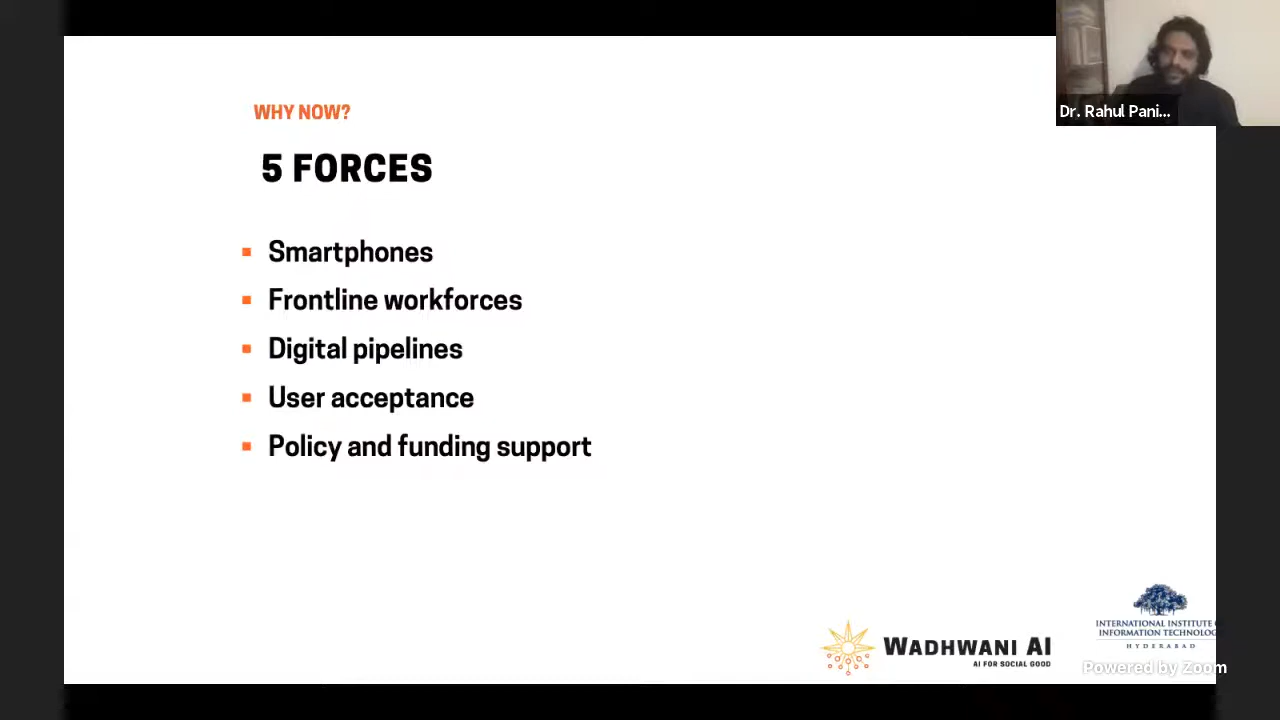 Dr. Rahul Pani...
WHY NOW?
5 FORCES
Smartphones
Frontline workforces
Digital pipelines
User acceptance
Policy and funding support
WADHWANI AI
AI FOR SOCIAL GOOD
INTERNATIONAL INSTITUTE
INFORMATION TECHNOLOG
HYDERABAD
Powered by Zoom